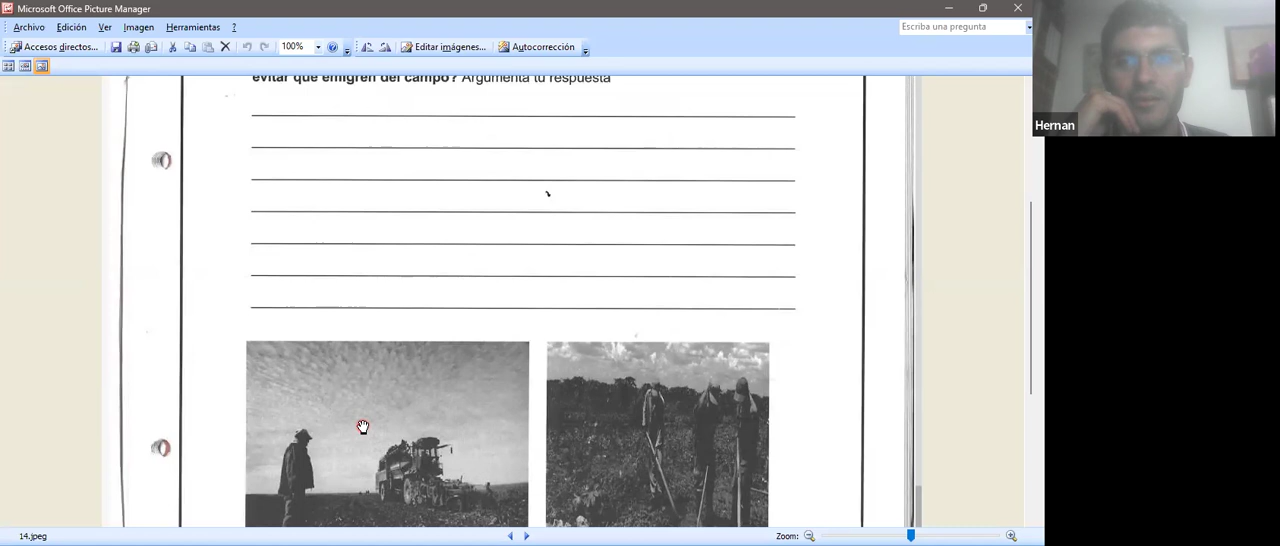 Microsoft Office Picture Manager
Archivo Edición Ver Imagen Herramientas ?
Escriba una pregunta
Accesos directos... 100% Editar imágenes... Autocorrección
evitar que emigren del campo? Argumenta tu respuesta
Hernan
14.jpeg
Zoom: